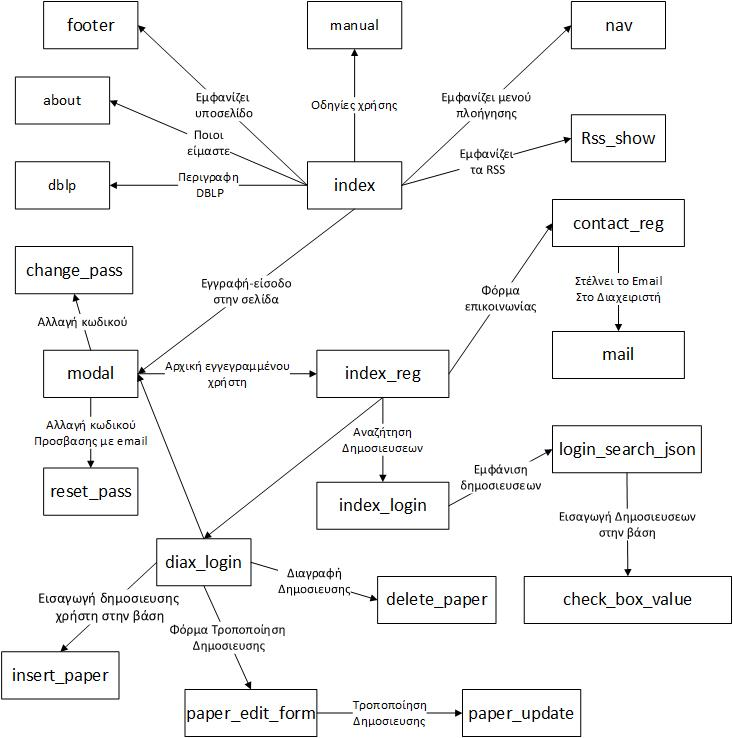 footer
manual
nav
Εμφανίζει
υποσελίδο
Οδηγίες χρήσης
Εμφανίζει μενού
πλοήγησης
about
Ποιοι
είμαστε
Rss_show
Εμφανίζει
τα RSS
dblp
Περιγραφη
DBLP
index
contact_reg
change_pass
Εγγραφή-είσοδο
στην σελίδα
Φόρμα
επικοινωνίας
Στέλνει το Email
Στο Διαχειριστή
Αλλαγή κωδικού
modal
Αρχική εγγεγραμμένου
χρήστη
index_reg
mail
Αλλαγή κωδικού
Προσβασης με email
Αναζήτηση
Δημοσιευσεων
login_search_json
reset_pass
index_login
Εμφάνιση
δημοσιευσεων
Εισαγωγή Δημοσιευσεων
στην βάση
diax_login
Διαγραφή
Δημοσιευσης
delete_paper
check_box_value
Εισαγωγή δημοσιευσης
χρήστη στην βάση
Φόρμα Τροποποίηση
Δημοσιευσης
insert_paper
paper_edit_form
Τροποποίηση
Δημοσιευσης
paper_update